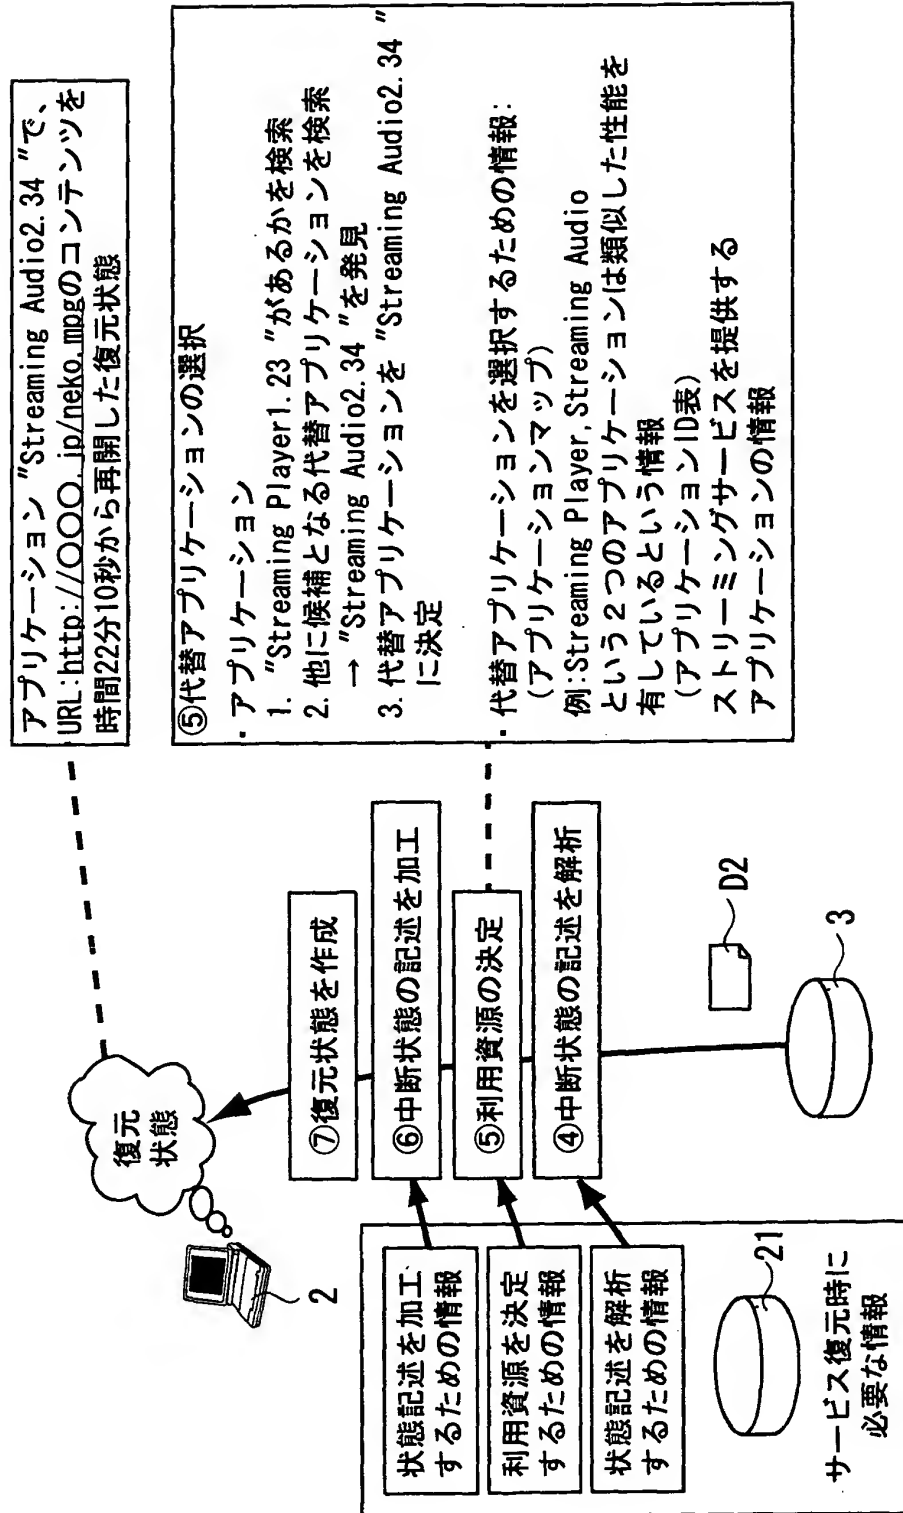 アプリケーション"Streaming Audio2.34 "で、
URL:http://〇〇〇.jp/neko.mpgのコンテンツを
時間22分10秒から再開した復元状態
復元
状態
2
⑦復元状態を作成
⑥中断状態の記述を加工
⑤利用資源の決定
④中断状態の記述を解析
D2
3
⑤代替アプリケーションの選択
・アプリケーション
1. "Streaming Player1.23 "があるかを検索
2. 他に候補となる代替アプリケーションを検索
→ "Streaming Audio2.34 "を発見
3. 代替アプリケーションを "Streaming Audio2.34 "
に決定
・代替アプリケーションを選択するための情報:
(アプリケーションマップ)
例:Streaming Player,Streaming Audio
という２つのアプリケーションは類似した性能を
有しているという情報
(アプリケーションID表)
ストリーミングサービスを提供する
アプリケーションの情報
状態記述を加工
するための情報
利用資源を決定
するための情報
状態記述を解析
するための情報
21
サービス復元時に
必要な情報